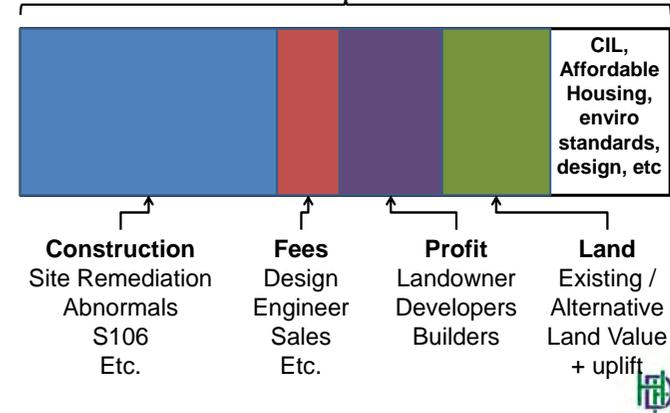 CIL,
Affordable
Housing,
enviro
standards,
design, etc
Construction
Site Remediation
Abnormals
S106
Etc.
Fees
Design
Engineer
Sales
Etc.
Profit
Landowner
Developers
Builders
Land
Existing /
Alternative
Land Value
+ uplift